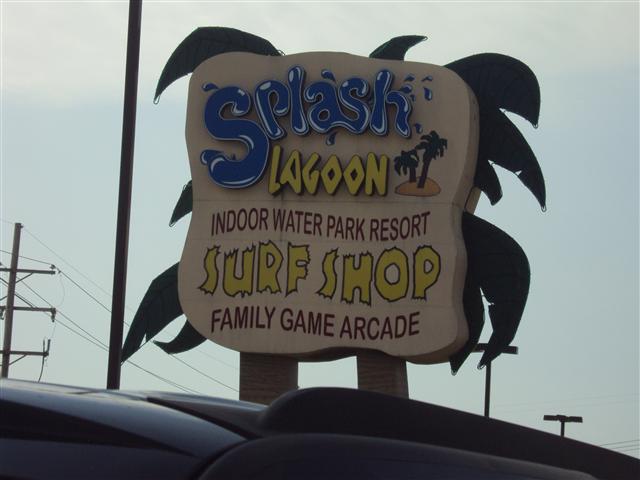 Splash
LAGOON
INDOOR WATER PARK RESORT
SURF SHOP
FAMILY GAME ARCADE